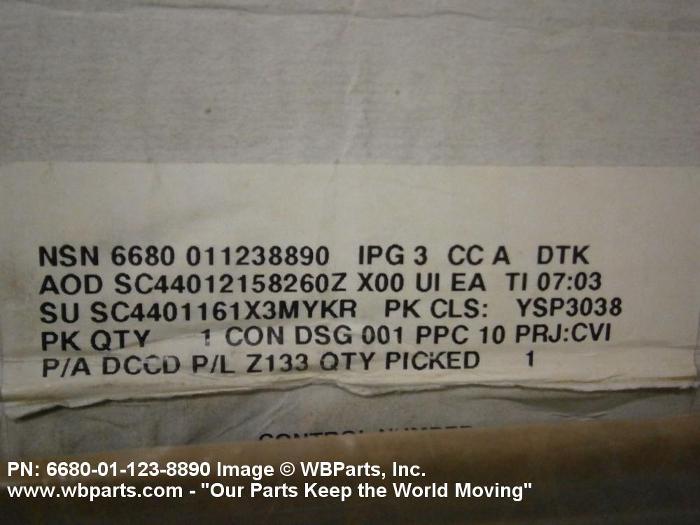 NSN 6680 011238890 IPG 3 CC A DTK
AOD SC44012158260Z X00 UI EA TI 07:03
SU SC4401161X3MYKR PK CLS: YSP3038
PK QTY 1 CON DSG 001 PPC 10 PRJ:CVI
P/A DCCD P/L Z133 QTY PICKED 1
CONTROL NUMBER
PN: 6680-01-123-8890 Image © WBParts, Inc.
www.wbparts.com - "Our Parts Keep the World Moving"